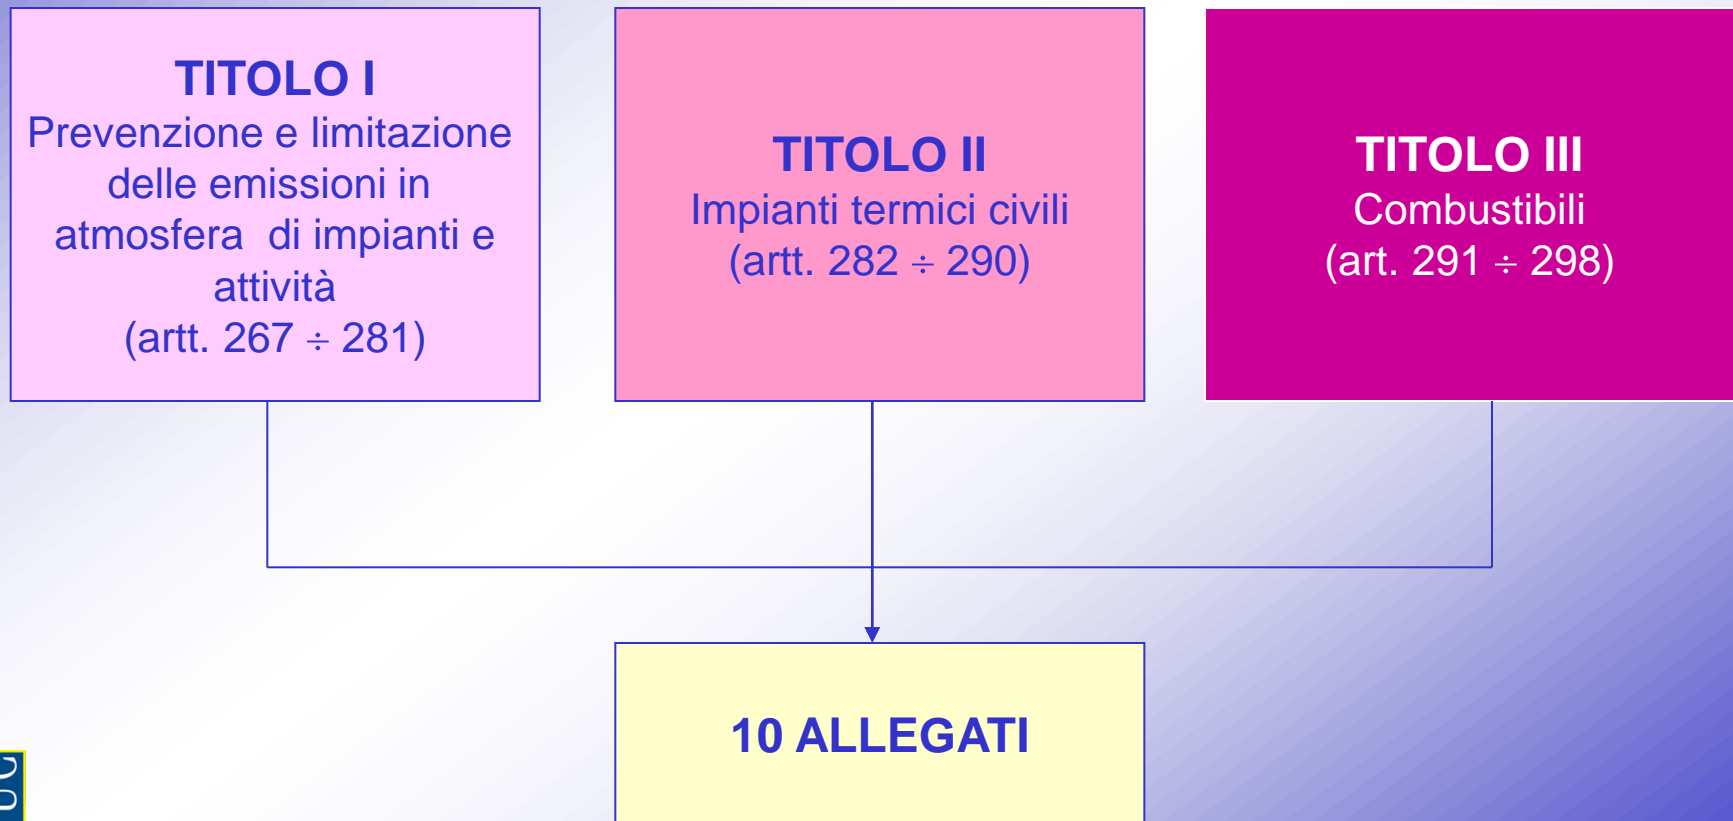 TITOLO I
Prevenzione e limitazione
delle emissioni in
atmosfera di impianti e
attività
(artt. 267 ÷ 281)
TITOLO II
Impianti termici civili
(artt. 282 ÷ 290)
TITOLO III
Combustibili
(art. 291 ÷ 298)
10 ALLEGATI